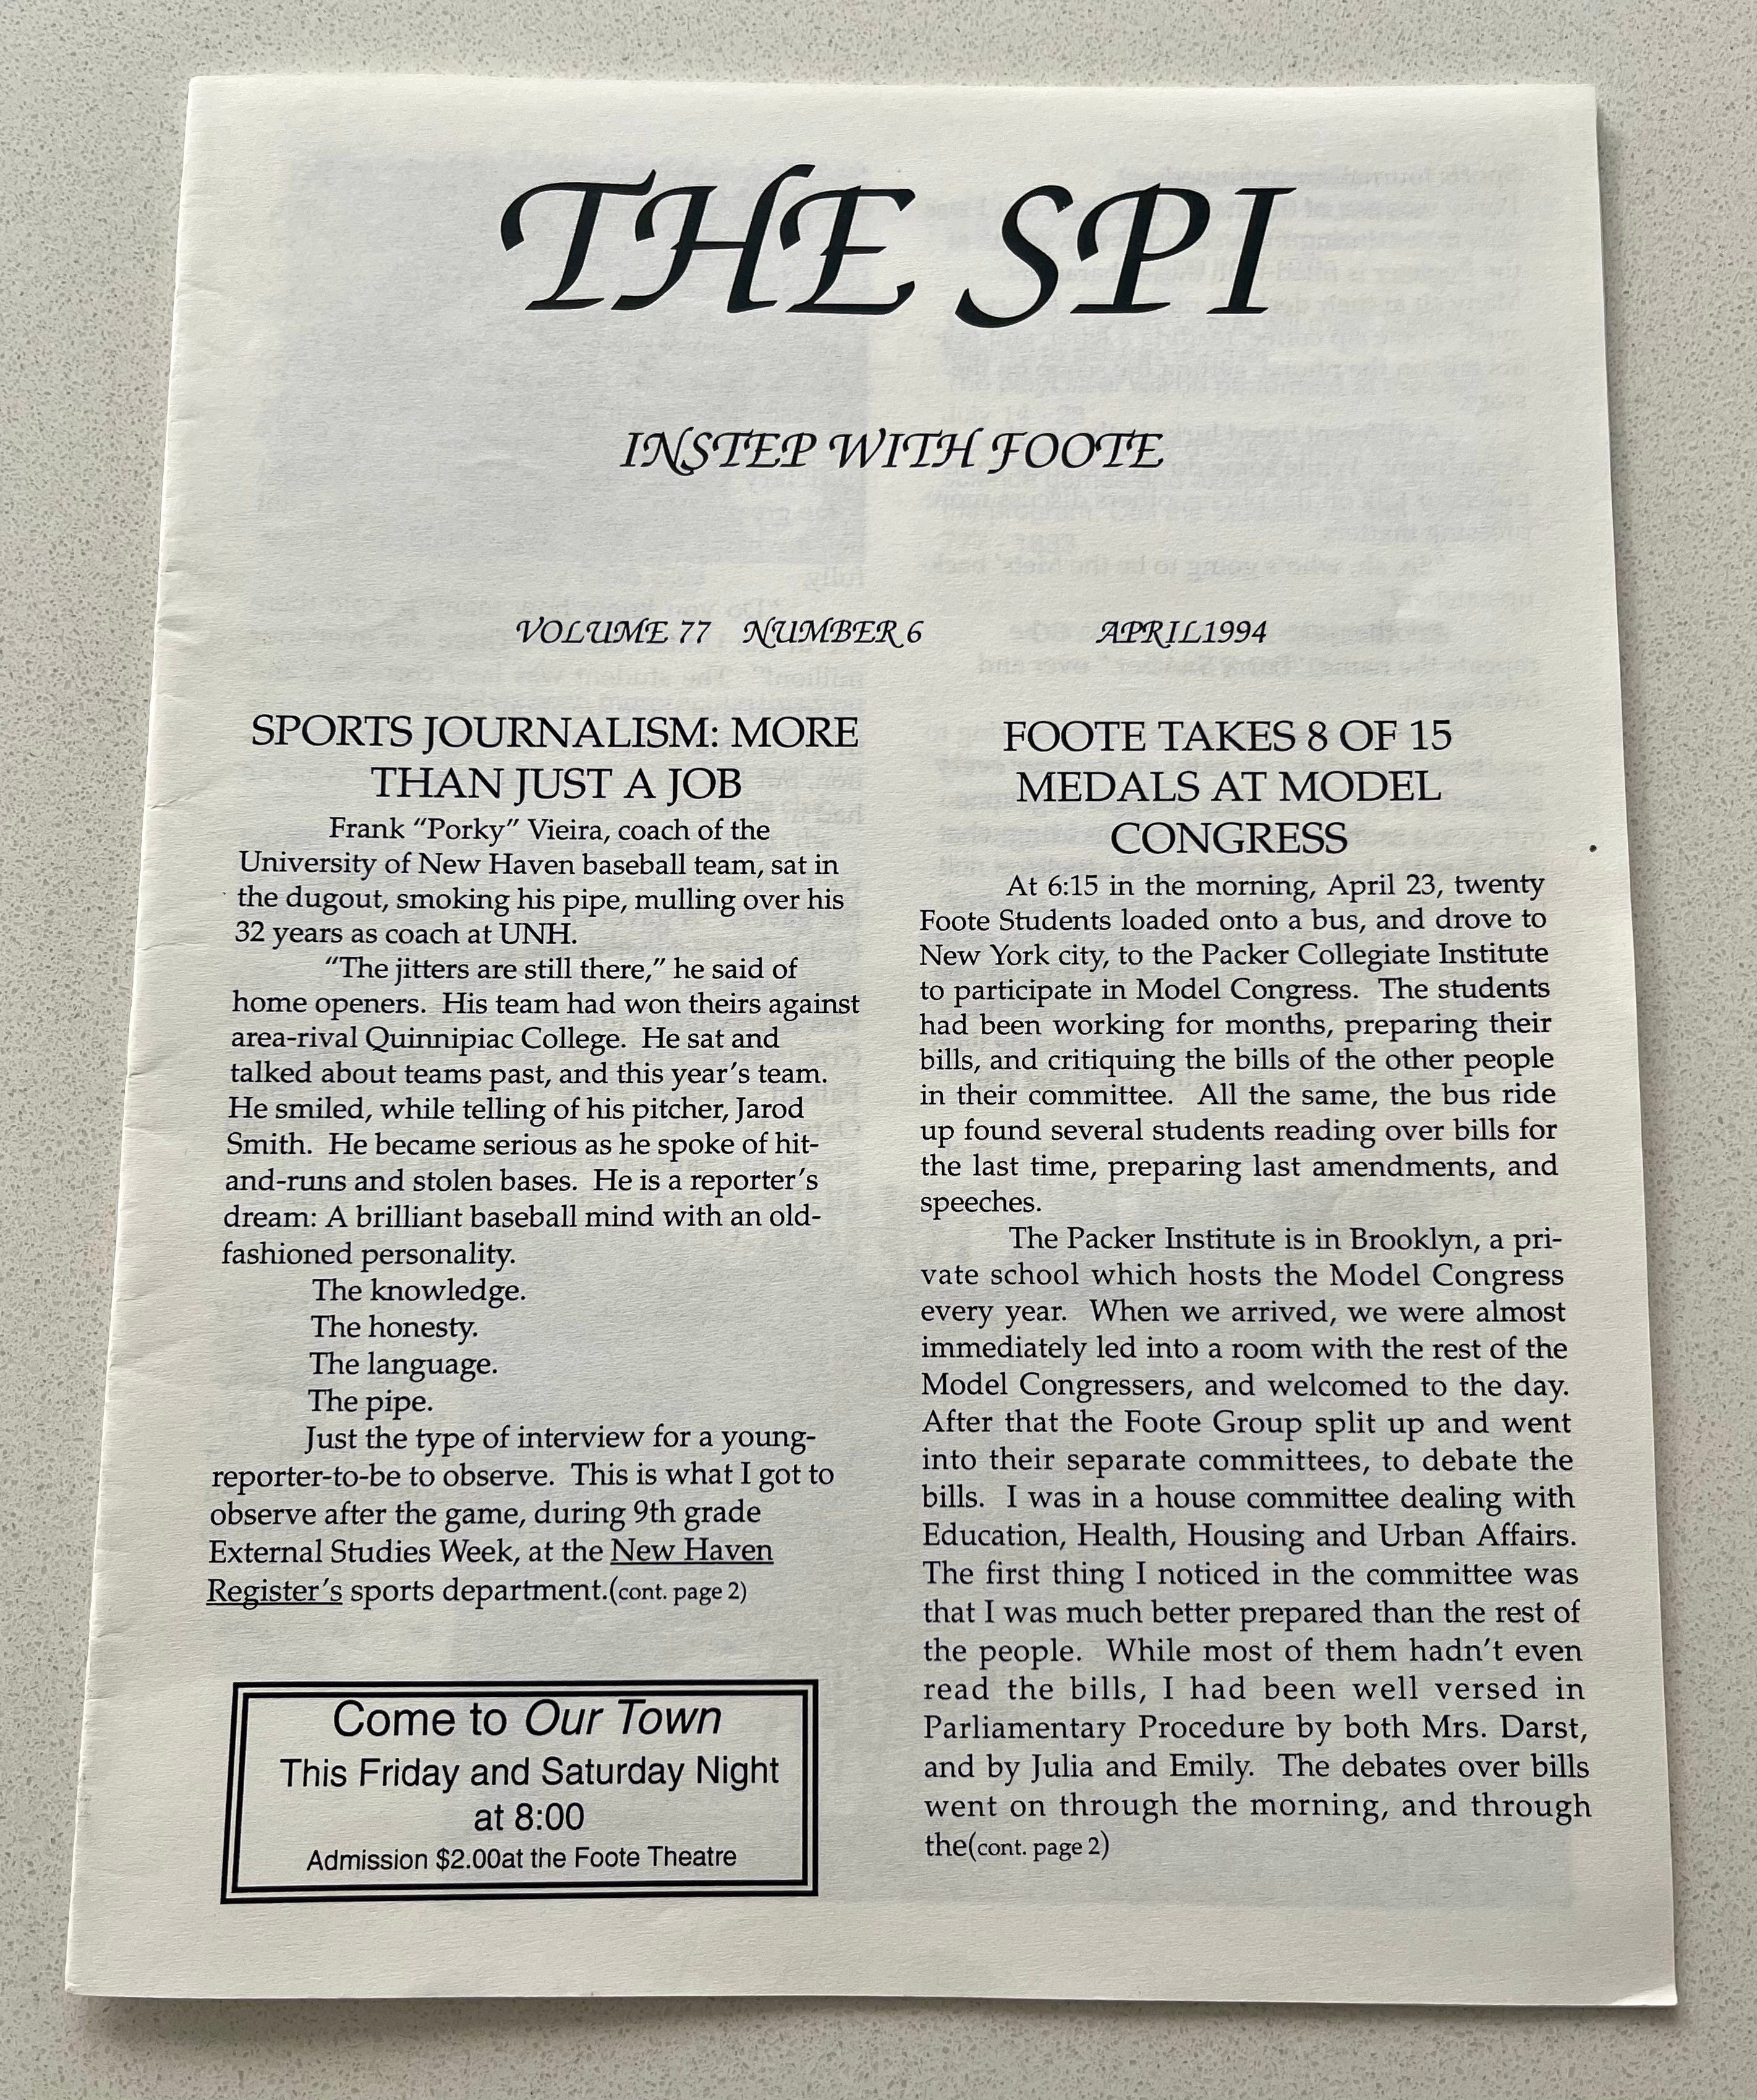 THE SPI
INSTEP WITH FOOTE
VOLUME 77 NUMBER 6 APRIL1994
SPORTS JOURNALISM: MORE
THAN JUST A JOB
Frank “Porky” Vieira, coach of the
University of New Haven baseball team, sat in
the dugout, smoking his pipe, mulling over his
32 years as coach at UNH.
“The jitters are still there,” he said of
home openers. His team had won theirs against
area-rival Quinnipiac College. He sat and
talked about teams past, and this year’s team.
He smiled, while telling of his pitcher, Jarod
Smith. He became serious as he spoke of hit-
and-runs and stolen bases. He is a reporter’s
dream: A brilliant baseball mind with an old-
fashioned personality.
The knowledge.
The honesty.
The language.
The pipe.
Just the type of interview for a young-
reporter-to-be to observe. This is what I got to
observe after the game, during 9th grade
External Studies Week, at the New Haven
Register’s sports department.(cont. page 2)
Come to Our Town
This Friday and Saturday Night
at 8:00
Admission $2.00at the Foote Theatre
FOOTE TAKES 8 OF 15
MEDALS AT MODEL
CONGRESS
At 6:15 in the morning, April 23, twenty
Foote Students loaded onto a bus, and drove to
New York city, to the Packer Collegiate Institute
to participate in Model Congress. The students
had been working for months, preparing their
bills, and critiquing the bills of the other people
in their committee. All the same, the bus ride
up found several students reading over bills for
the last time, preparing last amendments, and
speeches.
The Packer Institute is in Brooklyn, a pri-
vate school which hosts the Model Congress
every year. When we arrived, we were almost
immediately led into a room with the rest of the
Model Congressers, and welcomed to the day.
After that the Foote Group split up and went
into their separate committees, to debate the
bills. I was in a house committee dealing with
Education, Health, Housing and Urban Affairs.
The first thing I noticed in the committee was
that I was much better prepared than the rest of
the people. While most of them hadn’t even
read the bills, I had been well versed in
Parliamentary Procedure by both Mrs. Darst,
and by Julia and Emily. The debates over bills
went on through the morning, and through
the(cont. page 2)